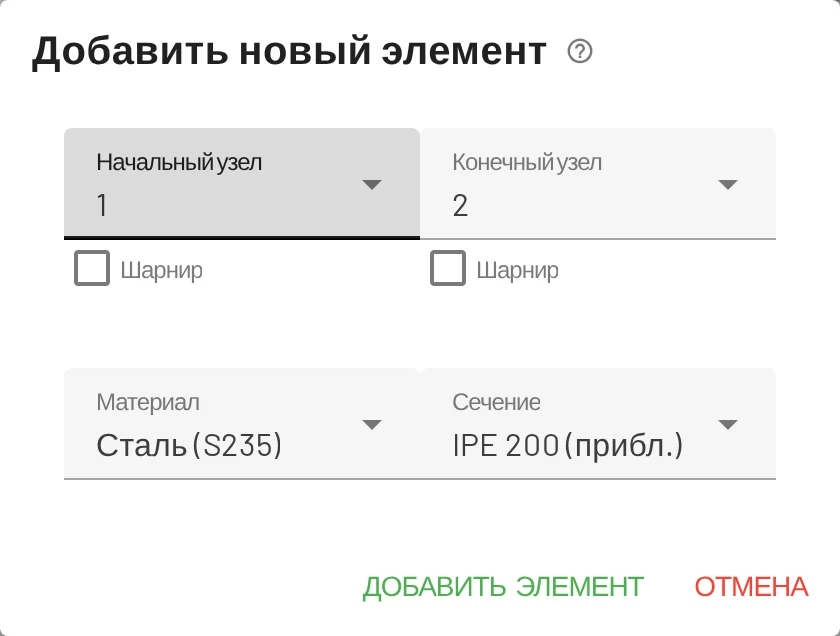 Добавить новый элемент ?
Начальный узел Конечный узел
1 2
Шарнир Шарнир
Материал Сечение
Сталь (S235) IPE 200 (прибл.)
ДОБАВИТЬ ЭЛЕМЕНТ ОТМЕНА